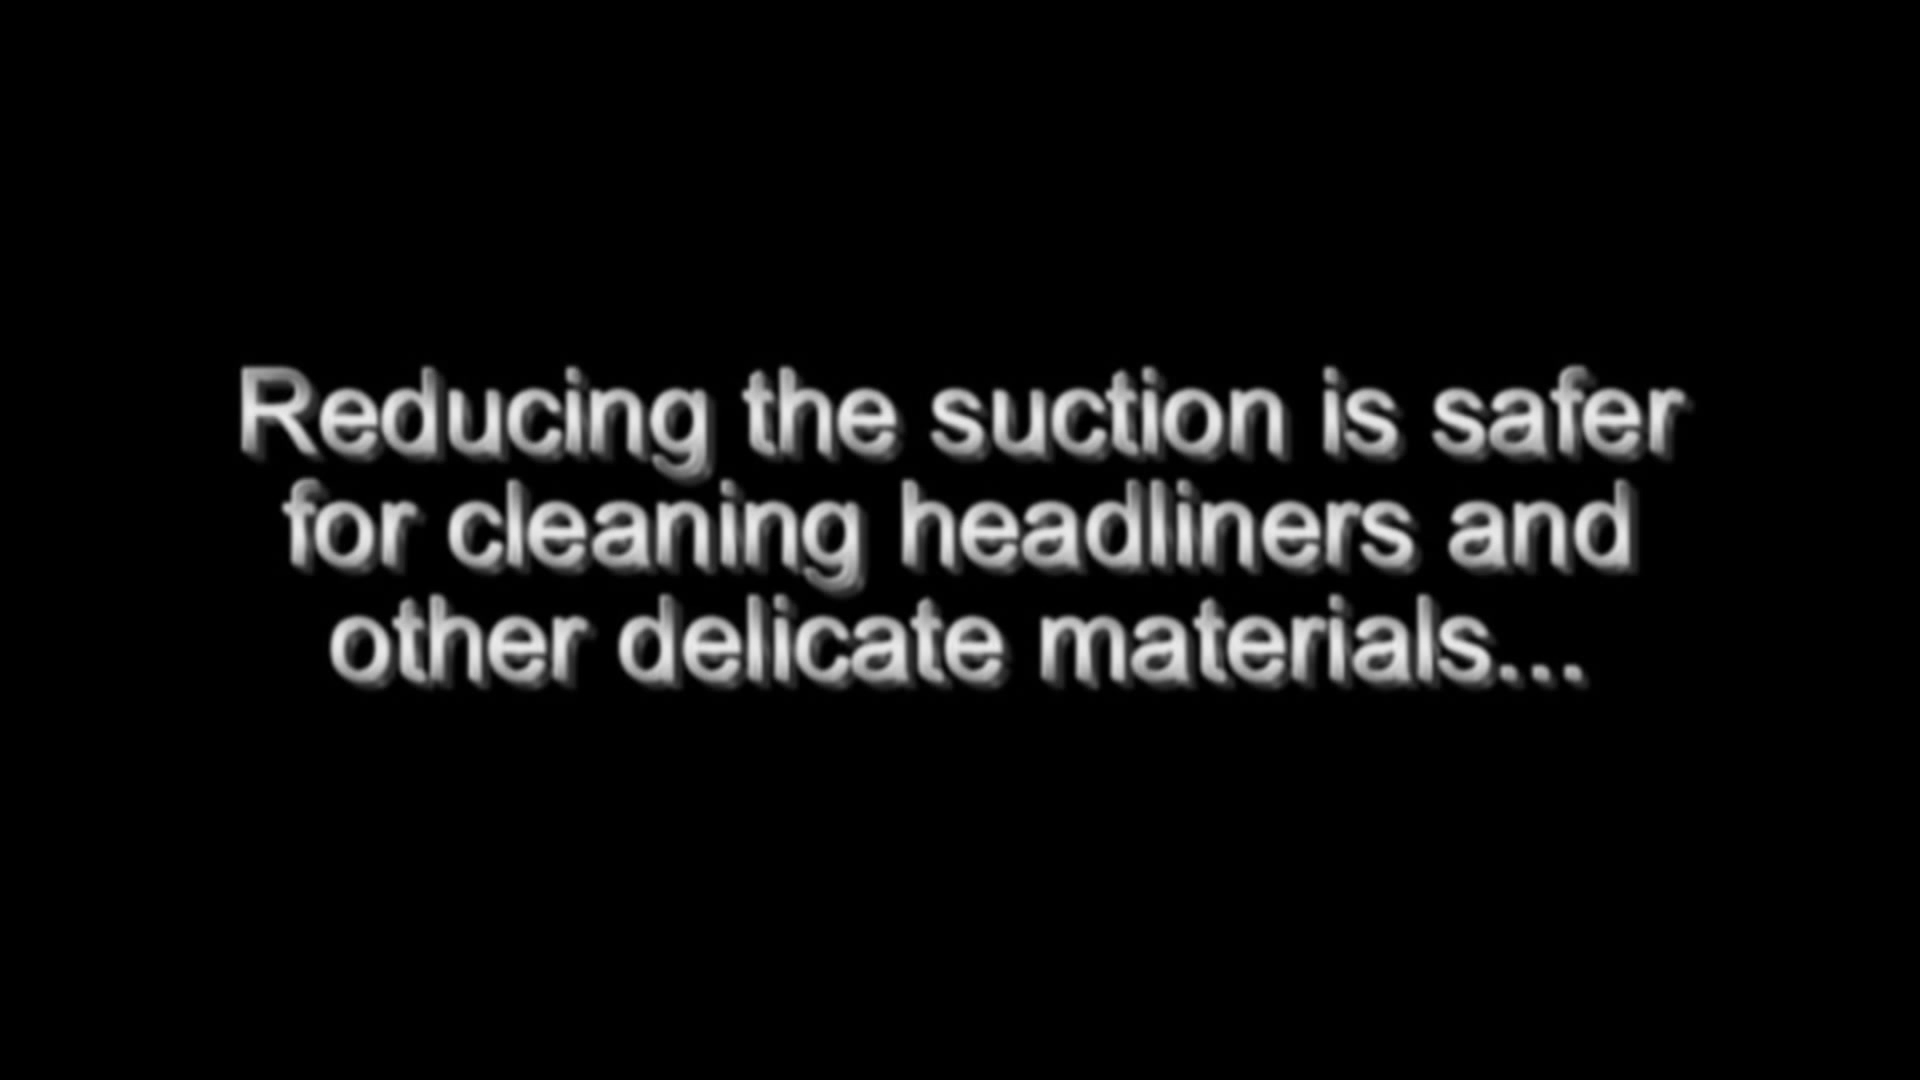 Reducing the suction is safer
for cleaning headliners and
other delicate materials...